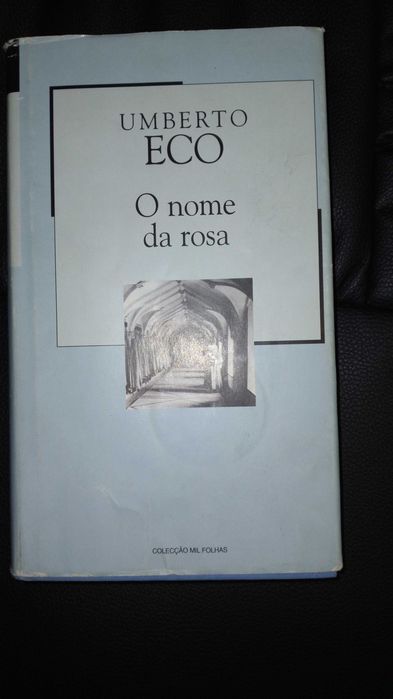 UMBERTO
ECO
O nome
da rosa
COLECÇÃO MIL FOLHAS